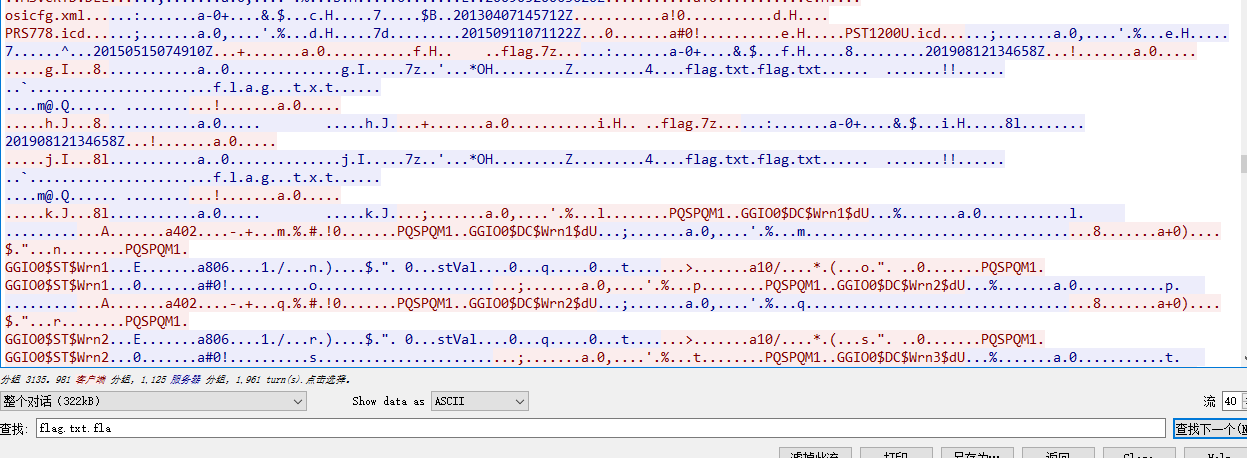 osicfg.xml.....:.......a-0+....&.$...c.H.....7.....$B..20130407145712Z...........a!0...........d.H....
PRS778.icd......;.......a.0,....'.%...d.H.....7d.........20150911071122Z...0......a#0!.........e.H....PST1200U.icd......;.......a.0,....'.%...e.H.....
7......^...20150515074910Z...+.......a.0..........f.H.. ..flag.7z.....:.......a-0+....&.$...f.H.....8.........20190812134658Z...!.......a.0.....
.....g.I...8............a..0..............g.I.....7z..'...*OH.........Z.........4....flag.txt.flag.txt...... .......!!......
..`.......................f.l.a.g...t.x.t......
....m@.Q...... .............!.......a.0.....
.....h.J...8............a.0..... .....h.J....+.......a.0...........i.H.. ..flag.7z......:.......a-0+....&.$...i.H.....8l........
20190812134658Z...!.......a.0.....
.....j.I...8l...........a..0..............j.I.....7z..'...*OH.........Z.........4....flag.txt.flag.txt...... .......!!......
..`.......................f.l.a.g...t.x.t......
....m@.Q...... .............!.......a.0.....
.....k.J...8l...........a.0..... .....k.J....;.......a.0,....'.%...l........PQSPQM1..GGIO0$DC$Wrn1$dU...%.......a.0...........l.
..........A.......a402....-.+...m.%.#.!0.......PQSPQM1..GGIO0$DC$Wrn1$dU...;.......a.0,....'.%...m.................................8.......a+0)....
$."...n........PQSPQM1.
GGIO0$ST$Wrn1...E.......a806....1./...n.)....$.". 0...stVal....0...q.....0...t.....>.......a10/....*.(...o.". ..0.......PQSPQM1.
GGIO0$ST$Wrn1...0.......a#0!..........o..........................;.......a.0,....'.%...p........PQSPQM1..GGIO0$DC$Wrn2$dU...%.......a.0...........p.
..........A.......a402....-.+...q.%.#.!0.......PQSPQM1..GGIO0$DC$Wrn2$dU...;.......a.0,....'.%...q.................................8.......a+0)....
$."...r........PQSPQM1.
GGIO0$ST$Wrn2...E.......a806....1./...r.)....$.". 0...stVal....0...q.....0...t.....>.......a10/....*.(...s.". ..0.......PQSPQM1.
GGIO0$ST$Wrn2...0.......a#0!..........s..........................;.......a.0,....'.%...t........PQSPQM1..GGIO0$DC$Wrn3$dU...%.......a.0...........t.
分组 3135。981 客户端 分组, 1,125 服务器 分组, 1,961 turn(s).点击选择。
整个对话 (322kB) Show data as ASCII 流 40
查找: flag.txt.fla 查找下一个(N
滤掉此流 打印 另存为… 返回 Close Help